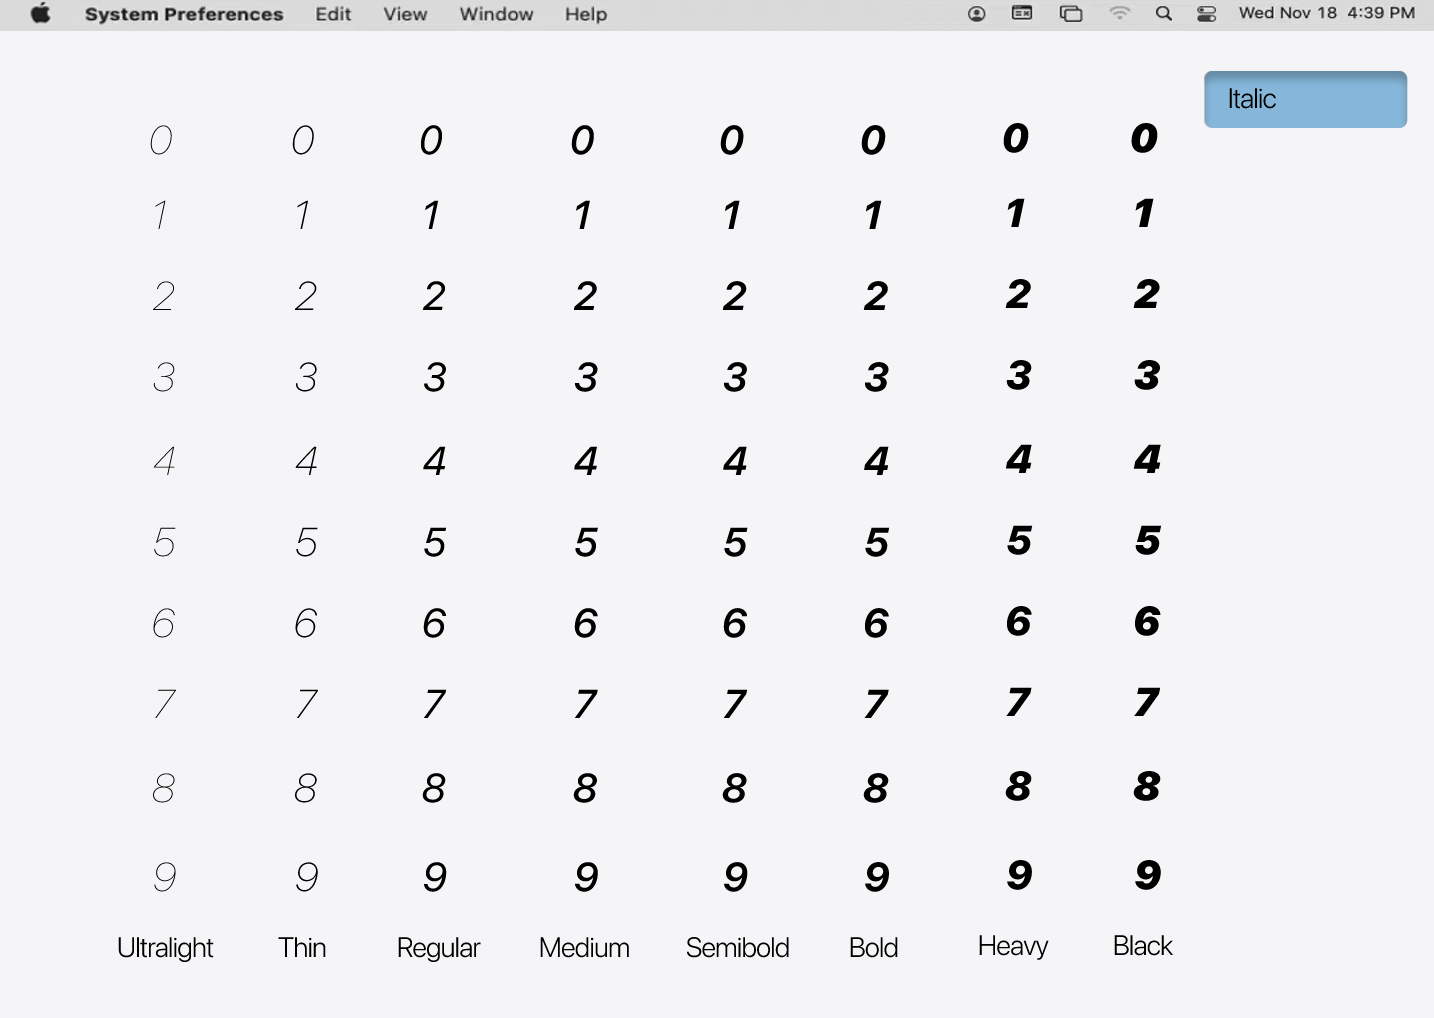 System Preferences Edit View Window Help Wed Nov 18 4:39 PM
Italic
0 0 0 0 0 0 0 0
1 1 1 1 1 1 1 1
2 2 2 2 2 2 2 2
3 3 3 3 3 3 3 3
4 4 4 4 4 4 4 4
5 5 5 5 5 5 5 5
6 6 6 6 6 6 6 6
7 7 7 7 7 7 7 7
8 8 8 8 8 8 8 8
9 9 9 9 9 9 9 9
Ultralight Thin Regular Medium Semibold Bold Heavy Black